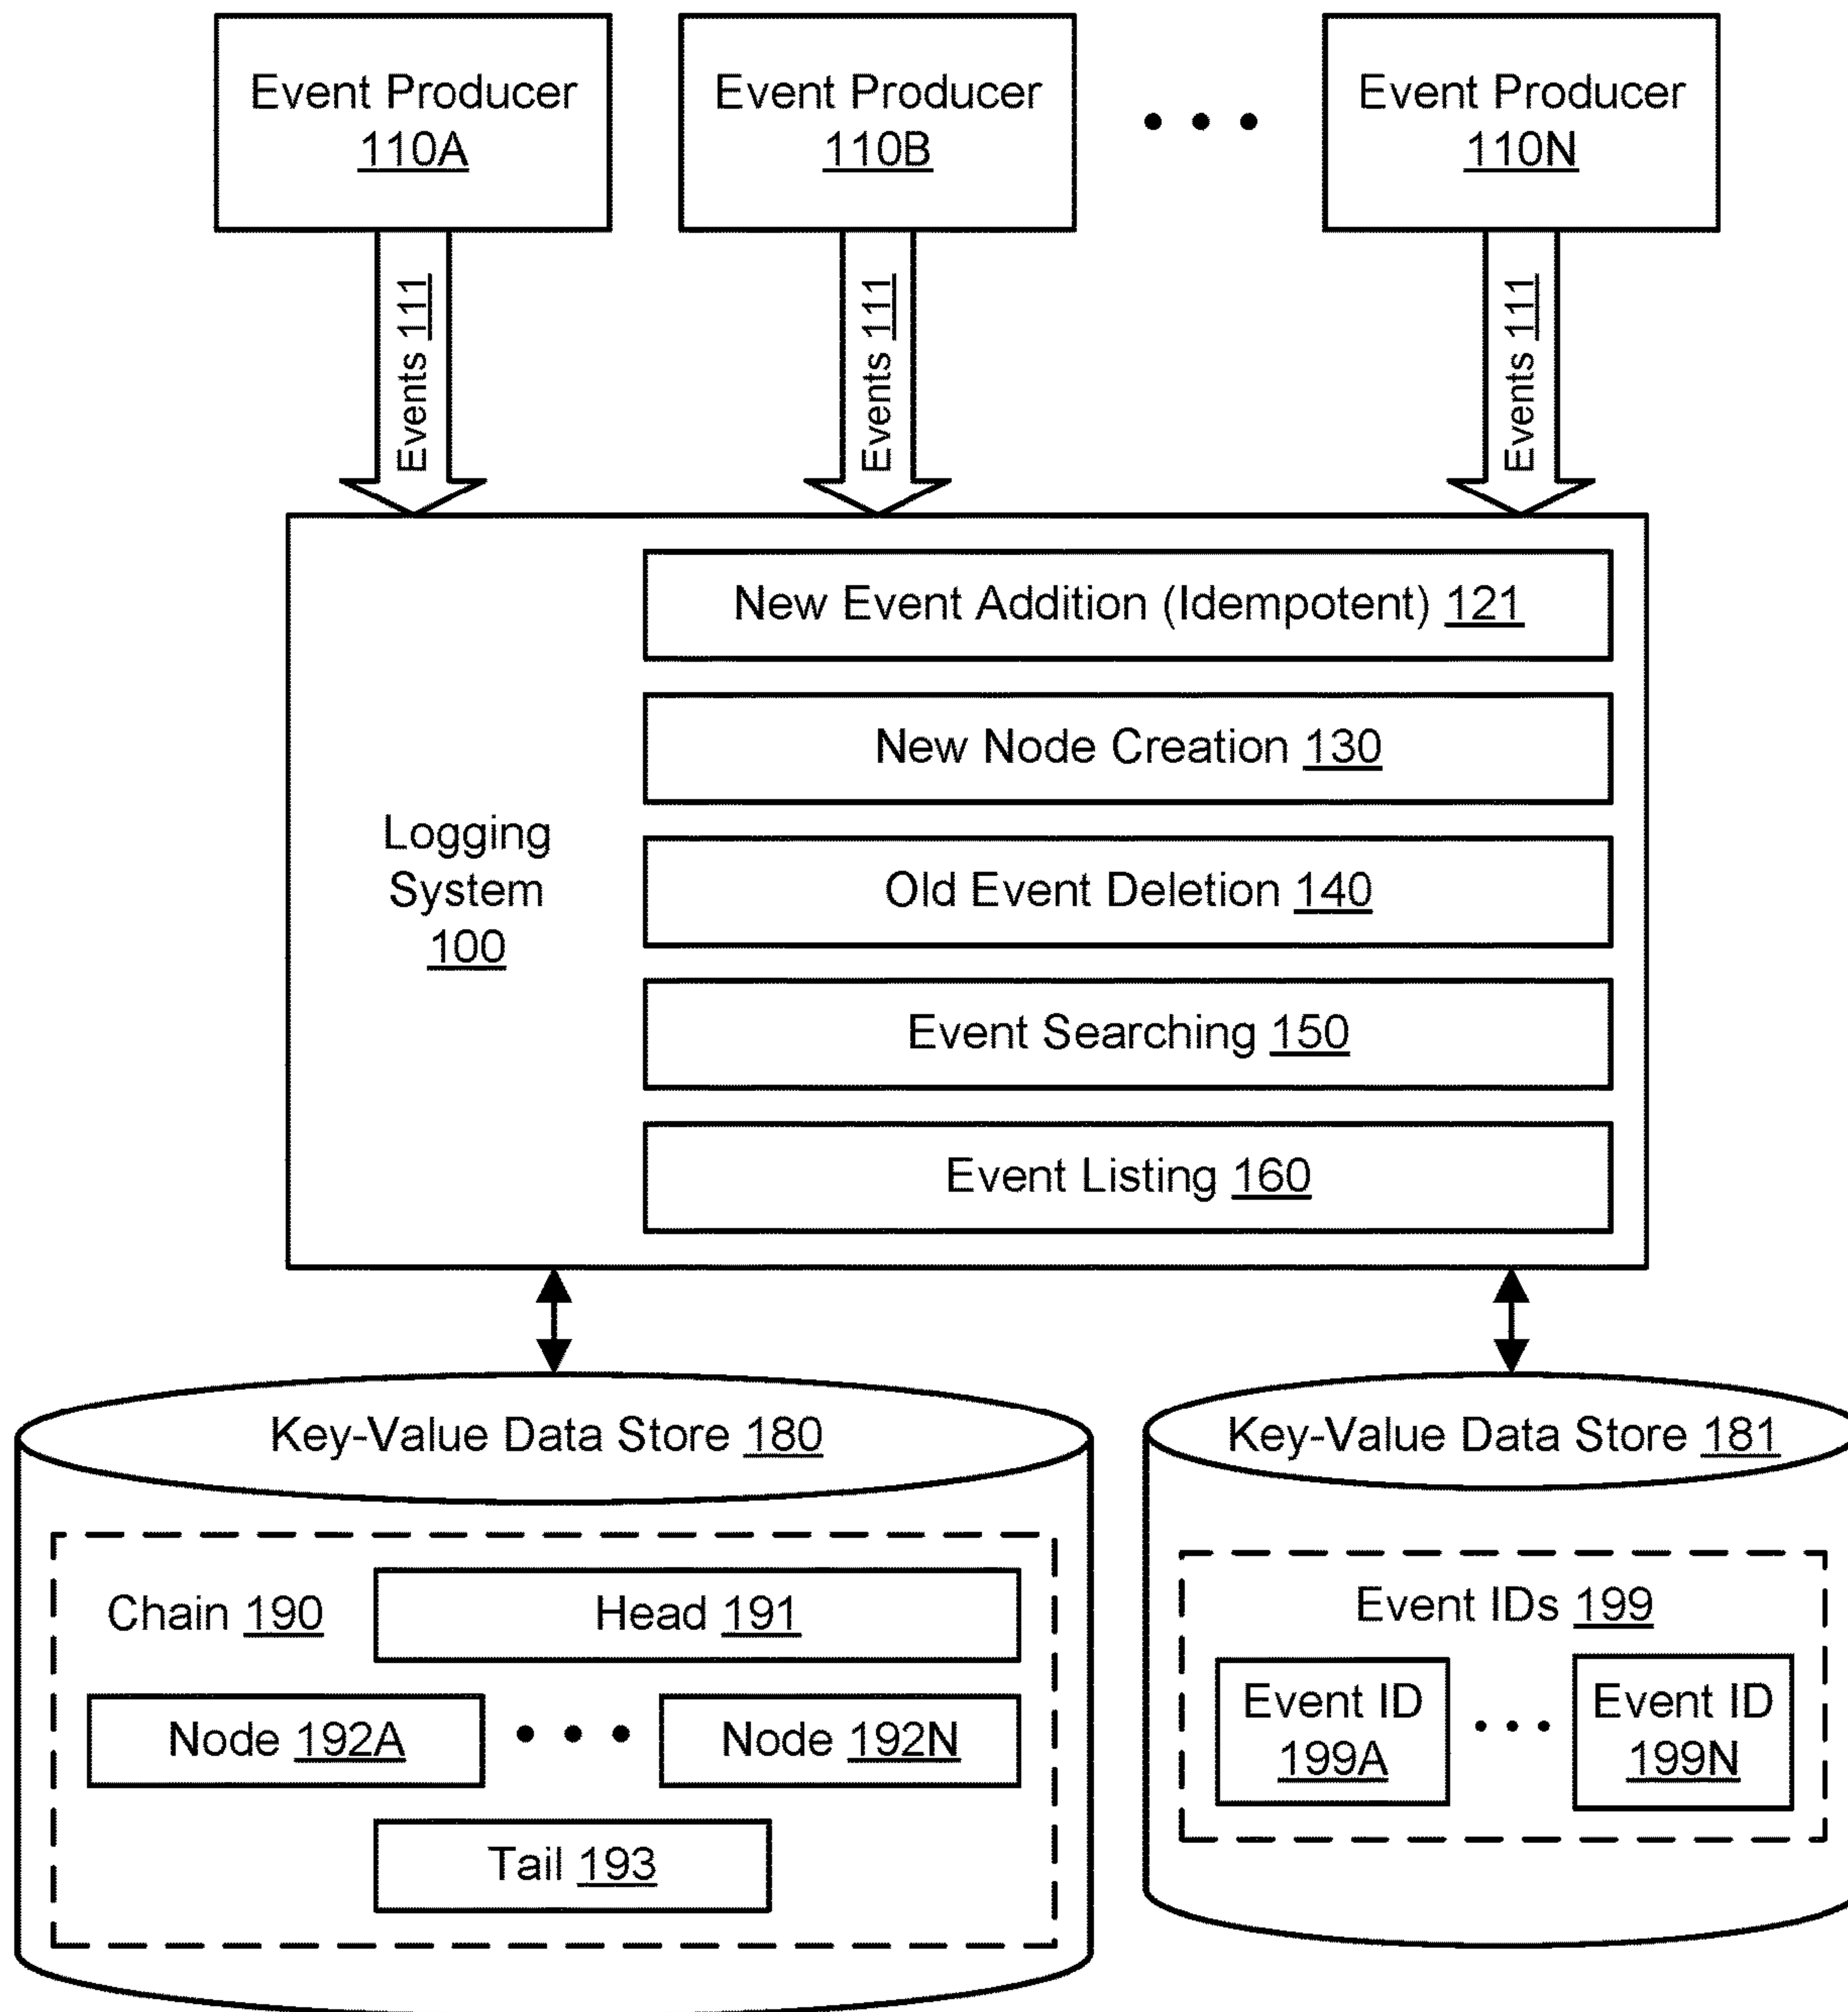 Event Producer
110A
Event Producer
110B
Event Producer
110N
Events 111
Events 111
Events 111
Logging
System
100
New Event Addition (Idempotent) 121
New Node Creation 130
Old Event Deletion 140
Event Searching 150
Event Listing 160
Key-Value Data Store 180
Chain 190
Head 191
Node 192A
Node 192N
Tail 193
Key-Value Data Store 181
Event IDs 199
Event ID
199A
Event ID
199N